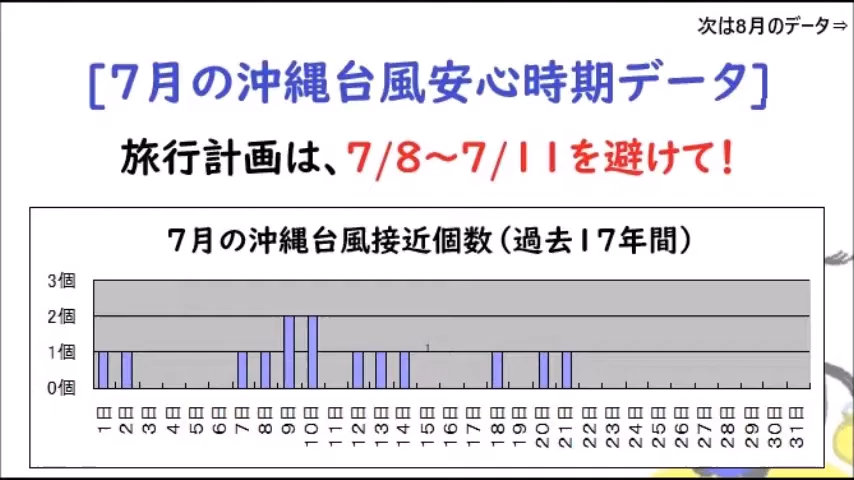 次は8月のデータ⇒
[7月の沖縄台風安心時期データ]
旅行計画は、7/8～7/11を避けて!
7月の沖縄台風接近個数(過去17年間)
3個
2個
1個
0個
1
1日 2日 3日 4日 5日 6日 7日 8日 9日 10日 11日 12日 13日 14日 15日 16日 17日 18日 19日 20日 21日 22日 23日 24日 25日 26日 27日 28日 29日 30日 31日